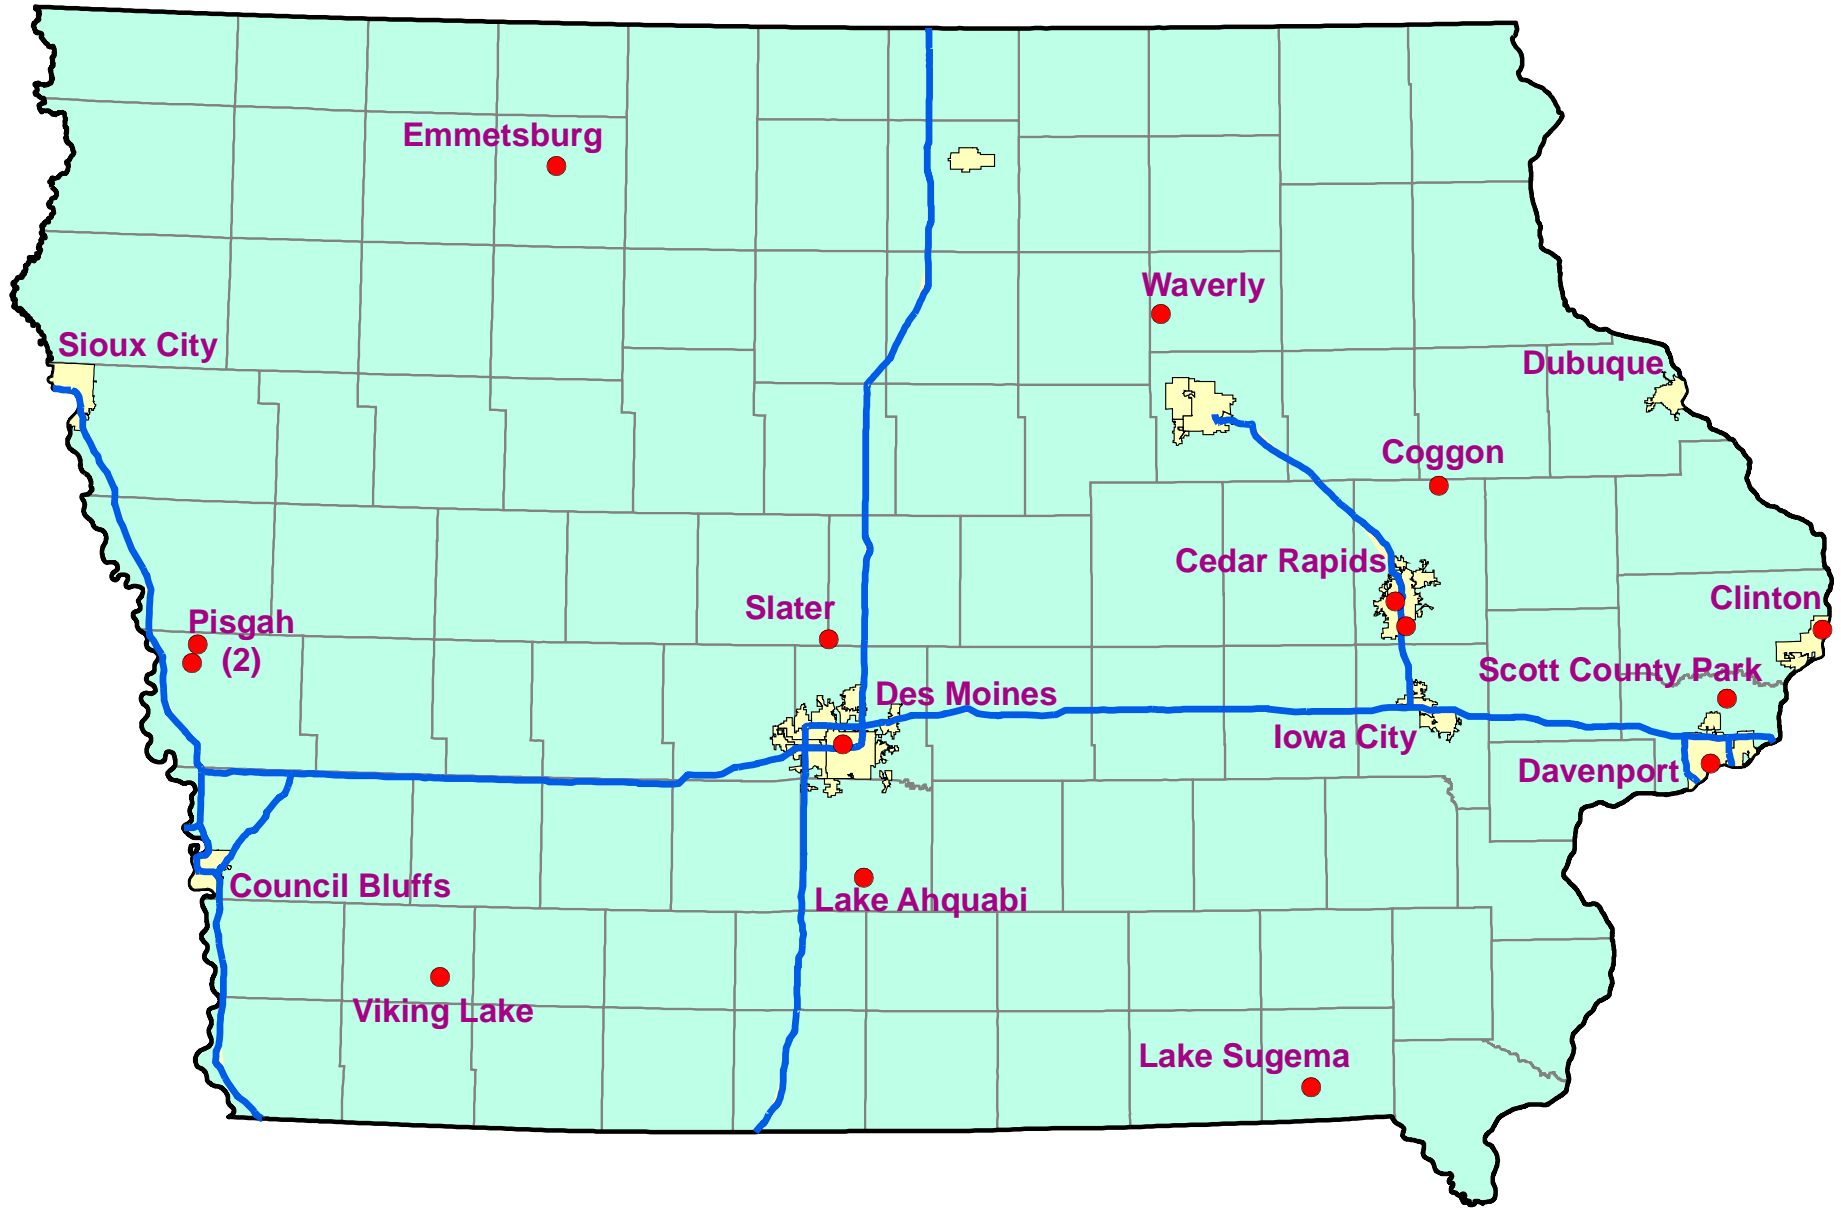 Emmetsburg
Waverly
Sioux City
Dubuque
Coggon
Cedar Rapids
Clinton
Slater
Pisgah
(2)
Scott County Park
Des Moines
Iowa City
Davenport
Council Bluffs
Lake Ahquabi
Viking Lake
Lake Sugema